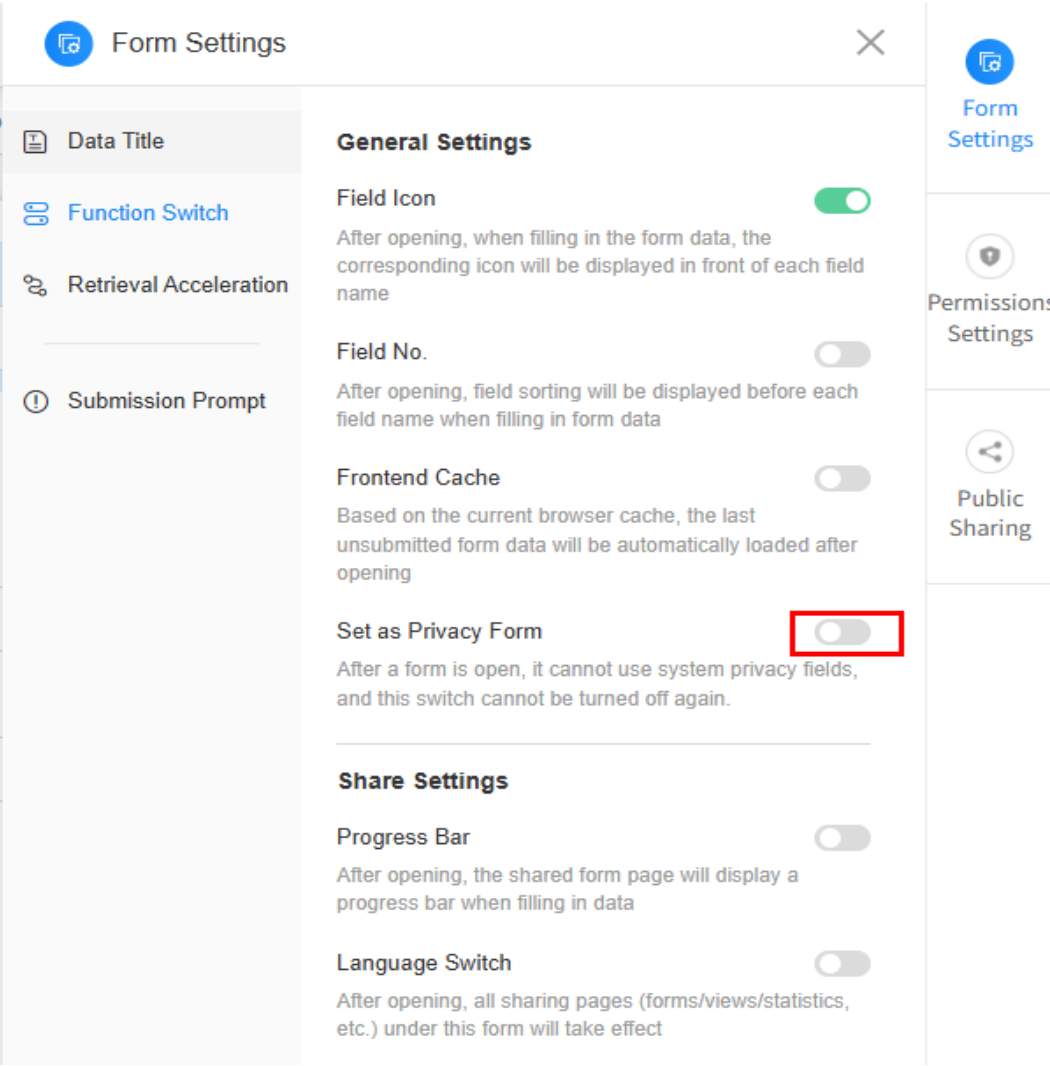 Form Settings
Data Title
Function Switch
Retrieval Acceleration
Submission Prompt
General Settings
Field Icon
After opening, when filling in the form data, the
corresponding icon will be displayed in front of each field
name
Field No.
After opening, field sorting will be displayed before each
field name when filling in form data
Frontend Cache
Based on the current browser cache, the last
unsubmitted form data will be automatically loaded after
opening
Set as Privacy Form
After a form is open, it cannot use system privacy fields,
and this switch cannot be turned off again.
Share Settings
Progress Bar
After opening, the shared form page will display a
progress bar when filling in data
Language Switch
After opening, all sharing pages (forms/views/statistics,
etc.) under this form will take effect
Form
Settings
Permissions
Settings
Public
Sharing